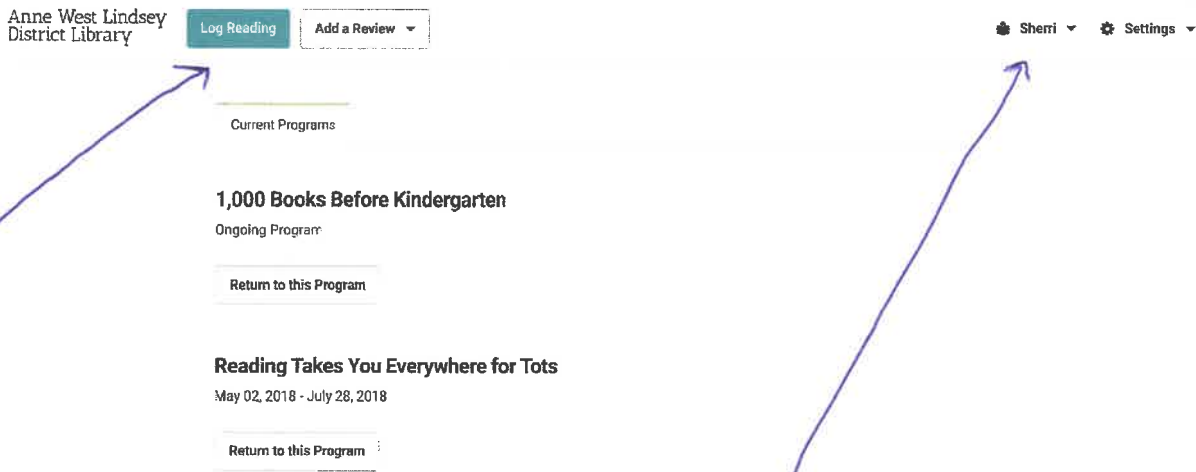 Anne West Lindsey
District Library
Log Reading
Add a Review
Sherri
Settings
Current Programs
1,000 Books Before Kindergarten
Ongoing Program
Return to this Program
Reading Takes You Everywhere for Tots
May 02, 2018 - July 28, 2018
Return to this Program